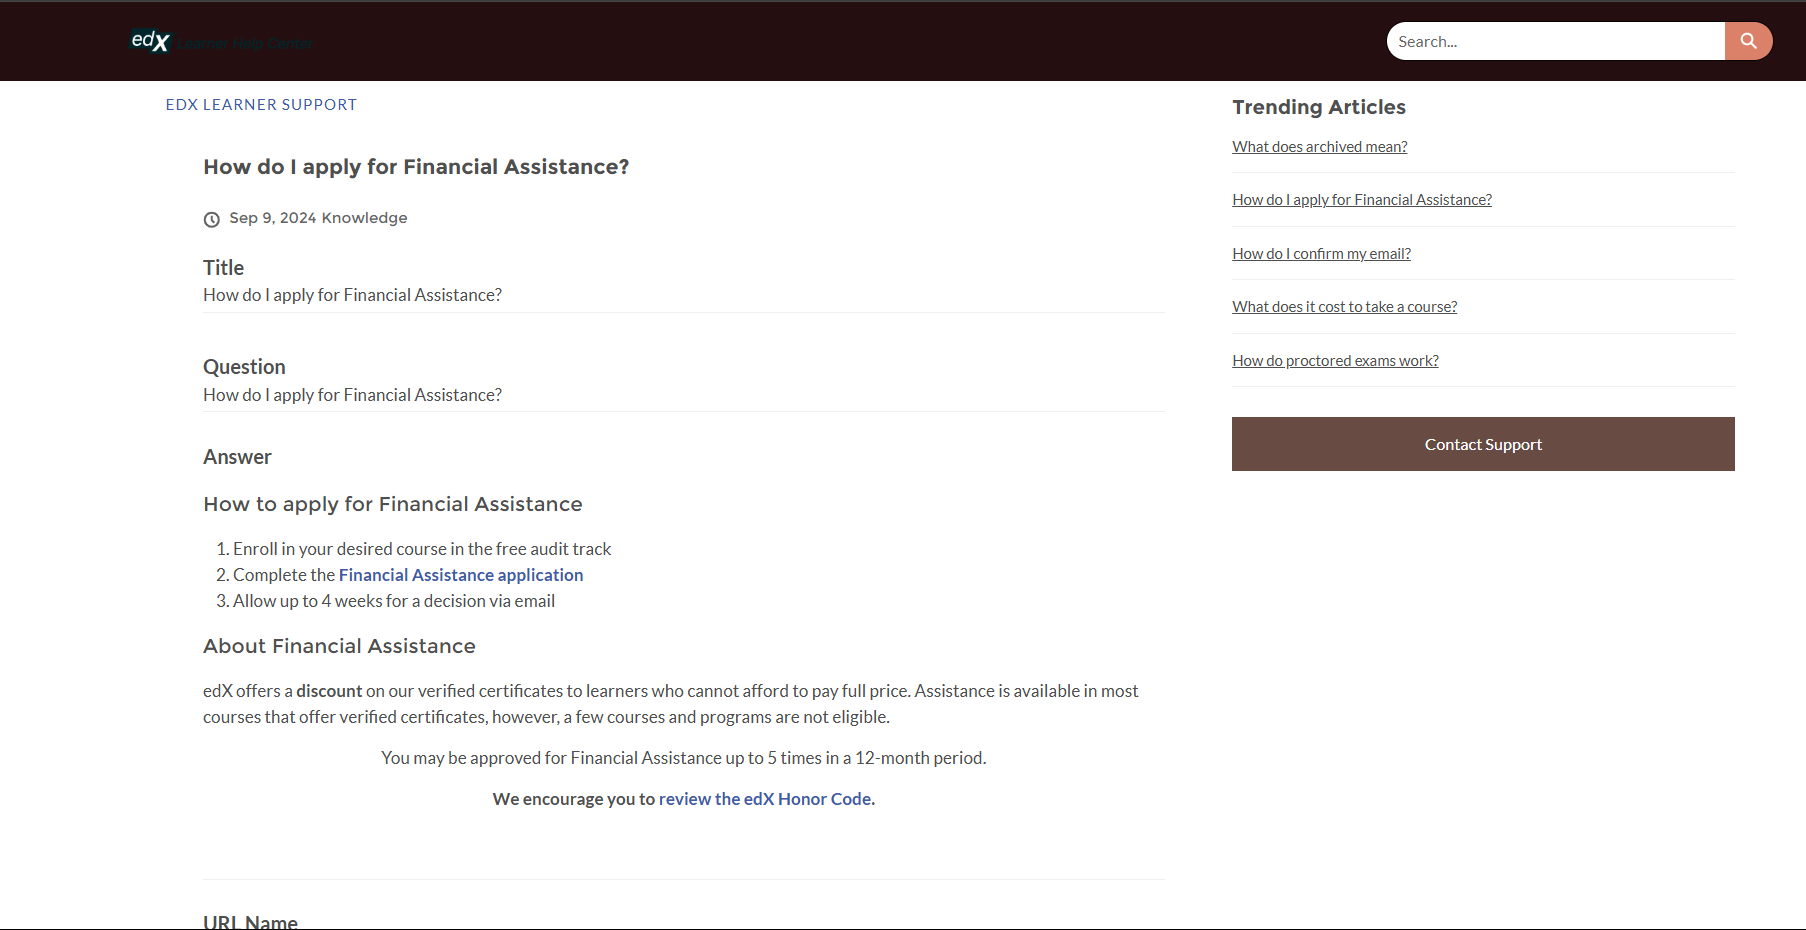 edX Learner Help Center
Search...
EDX LEARNER SUPPORT
How do I apply for Financial Assistance?
Sep 9, 2024 Knowledge
Title
How do I apply for Financial Assistance?
Question
How do I apply for Financial Assistance?
Answer
How to apply for Financial Assistance
1. Enroll in your desired course in the free audit track
2. Complete the Financial Assistance application
3. Allow up to 4 weeks for a decision via email
About Financial Assistance
edX offers a discount on our verified certificates to learners who cannot afford to pay full price. Assistance is available in most
courses that offer verified certificates, however, a few courses and programs are not eligible.
You may be approved for Financial Assistance up to 5 times in a 12-month period.
We encourage you to review the edX Honor Code.
URL Name
Trending Articles
What does archived mean?
How do I apply for Financial Assistance?
How do I confirm my email?
What does it cost to take a course?
How do proctored exams work?
Contact Support